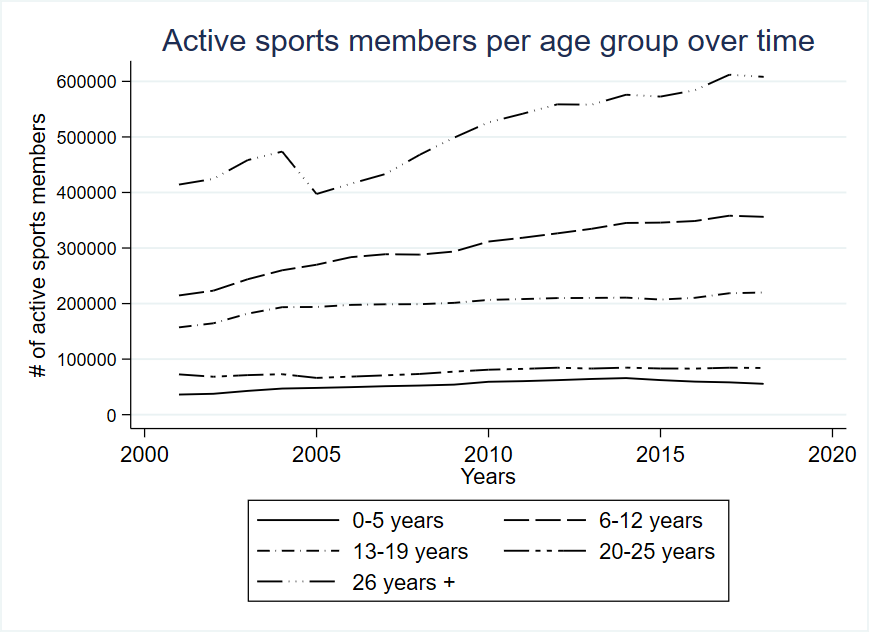 Active sports members per age group over time
# of active sports members
600000
500000
400000
300000
200000
100000
0
2000 2005 2010 2015 2020
Years
0-5 years 6-12 years
13-19 years 20-25 years
26 years +